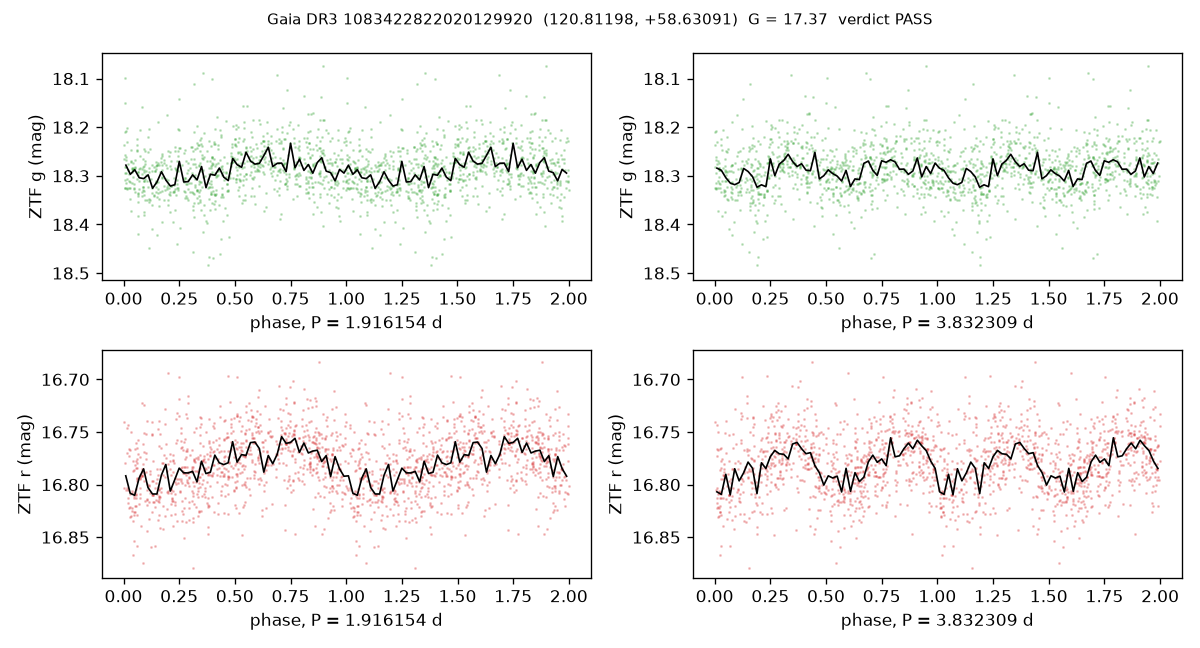 Gaia DR3 1083422822020129920 (120.81198, +58.63091) G = 17.37 verdict PASS
ZTF g (mag)
18.1
18.2
18.3
18.4
18.5
0.00 0.25 0.50 0.75 1.00 1.25 1.50 1.75 2.00
phase, P = 1.916154 d
ZTF g (mag)
18.1
18.2
18.3
18.4
18.5
0.00 0.25 0.50 0.75 1.00 1.25 1.50 1.75 2.00
phase, P = 3.832309 d
ZTF r (mag)
16.70
16.75
16.80
16.85
0.00 0.25 0.50 0.75 1.00 1.25 1.50 1.75 2.00
phase, P = 1.916154 d
ZTF r (mag)
16.70
16.75
16.80
16.85
0.00 0.25 0.50 0.75 1.00 1.25 1.50 1.75 2.00
phase, P = 3.832309 d